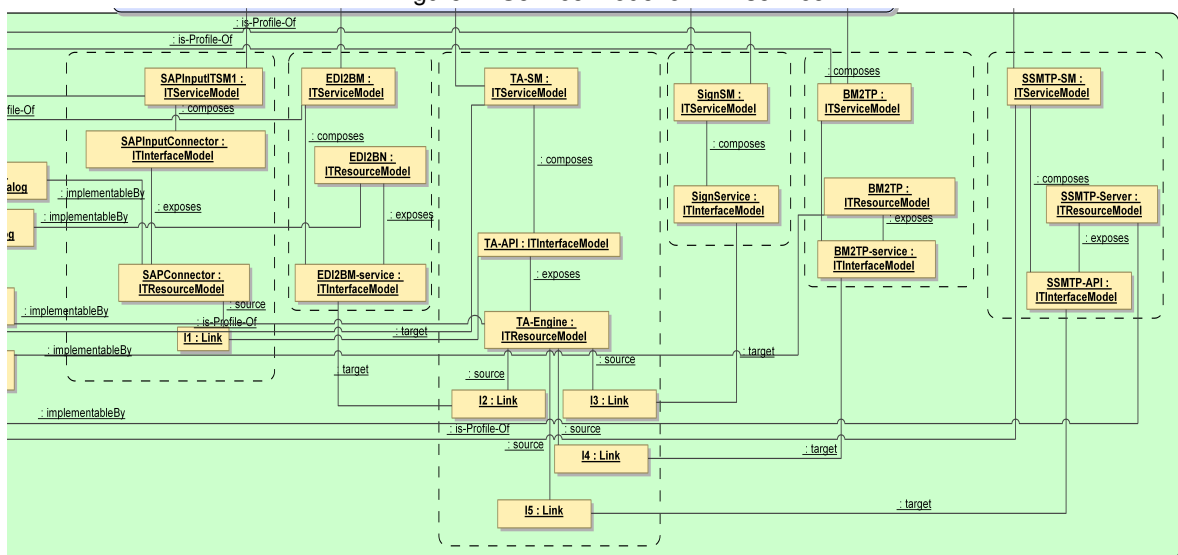 : is-Profile-Of
: is-Profile-Of
: composes
SAPInputITSM1 :
ITServiceModel
EDI2BM :
ITServiceModel
TA-SM :
ITServiceModel
SignSM :
ITServiceModel
BM2TP :
ITServiceModel
SSMTP-SM :
ITServiceModel
file-Of
: composes
SAPInputConnector :
ITInterfaceModel
: composes
EDI2BN :
ITResourceModel
: composes
: composes
: composes
alog
: implementableBy
: exposes
: implementableBy
: exposes
SignService :
ITInterfaceModel
BM2TP :
ITResourceModel
: exposes
SSMTP-Server :
ITResourceModel
: exposes
g
TA-API : ITInterfaceModel
BM2TP-service :
ITInterfaceModel
SAPConnector :
ITResourceModel
EDI2BM-service :
ITInterfaceModel
: exposes
SSMTP-API :
ITInterfaceModel
: source
: implementableBy
: is-Profile-Of
TA-Engine :
ITResourceModel
: target
l1 : Link
: implementableBy
: target
: source
: source
: target
l2 : Link
l3 : Link
: implementableBy
: is-Profile-Of
: source
: source
l4 : Link
: target
l5 : Link
: target